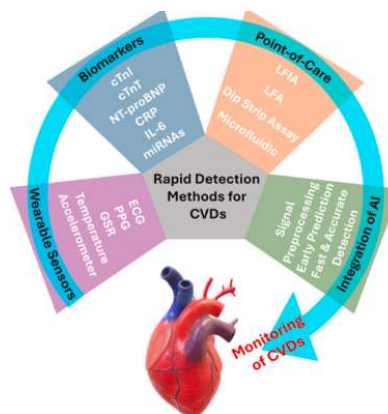 Biomarkers
cTnI
cTnT
NT-proBNP
CRP
IL-6
miRNAs
Point-of-Care
LFIA
LFA
Dip Strip Assay
Microfluidic
Rapid Detection
Methods for
CVDs
Wearable Sensors
ECG
PPG
GSR
Temperature
Accelerometer
Integration of AI
Signal
Preprocessing
Early Prediction
Fast & Accurate
Detection
Monitoring
of CVDs